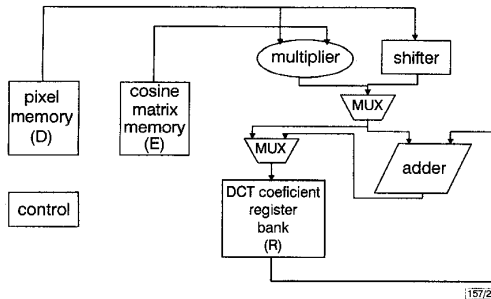 multiplier
shifter
pixel
memory
(D)
cosine
matrix
memory
(E)
MUX
MUX
adder
control
DCT coeficient
register
bank
(R)
157/2